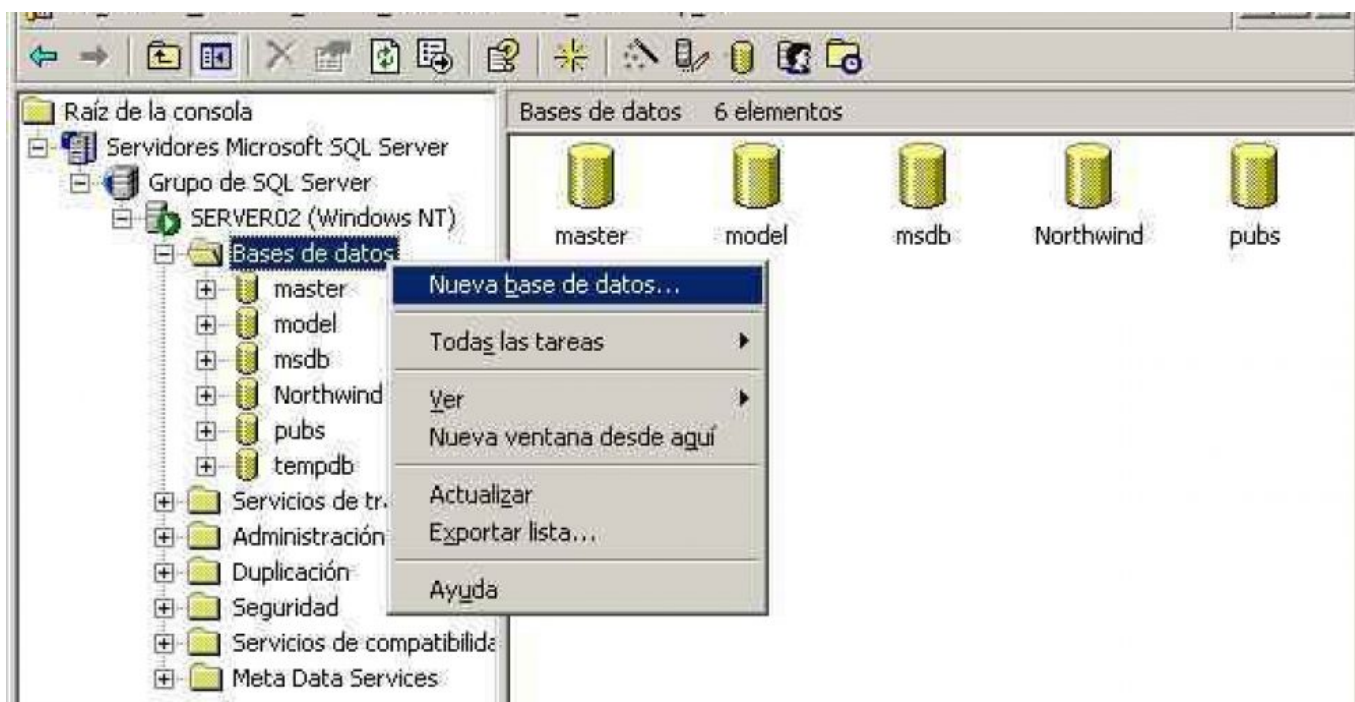 Raíz de la consola
Servidores Microsoft SQL Server
Grupo de SQL Server
SERVER02 (Windows NT)
Bases de datos
master
model
msdb
Northwind
pubs
tempdb
Servicios de tr
Administración
Duplicación
Seguridad
Servicios de compatibilida
Meta Data Services
Bases de datos 6 elementos
master model msdb Northwind pubs
Nueva base de datos...
Todas las tareas
Ver
Nueva ventana desde aquí
Actualizar
Exportar lista...
Ayuda